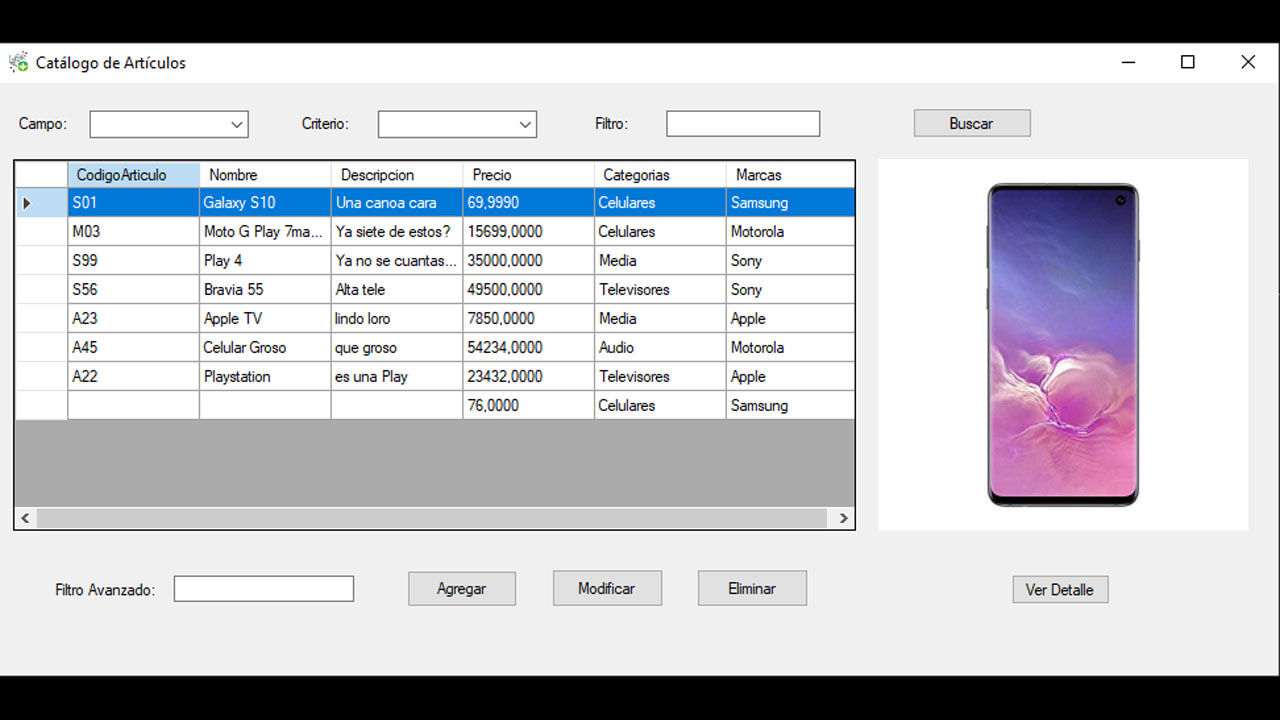 Catálogo de Artículos
Campo: Criterio: Filtro: Buscar
CodigoArticulo Nombre Descripcion Precio Categorias Marcas
S01 Galaxy S10 Una canoa cara 69,9990 Celulares Samsung
M03 Moto G Play 7ma... Ya siete de estos? 15699,0000 Celulares Motorola
S99 Play 4 Ya no se cuantas... 35000,0000 Media Sony
S56 Bravia 55 Alta tele 49500,0000 Televisores Sony
A23 Apple TV lindo loro 7850,0000 Media Apple
A45 Celular Groso que groso 54234,0000 Audio Motorola
A22 Playstation es una Play 23432,0000 Televisores Apple
76,0000 Celulares Samsung
Filtro Avanzado: Agregar Modificar Eliminar Ver Detalle